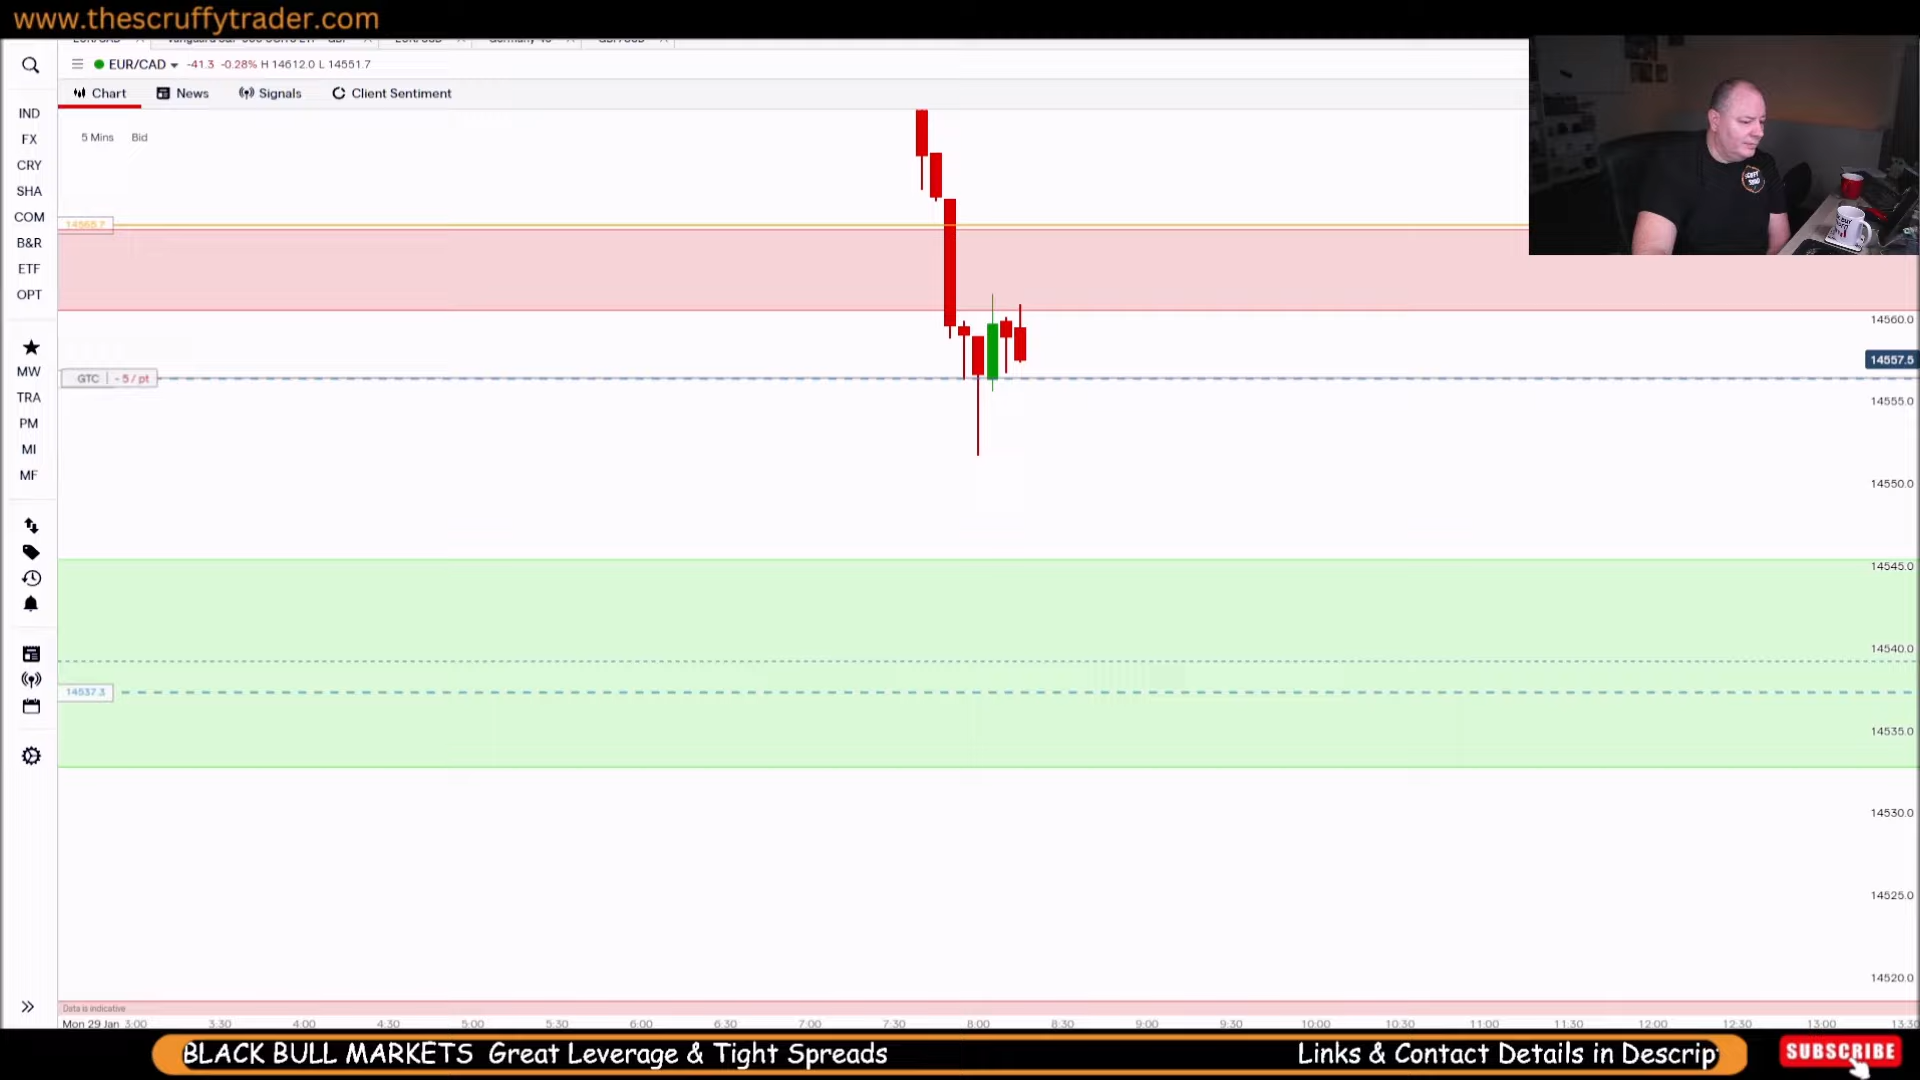 www.thescruffytrader.com
EUR/CAD -41.3 -0.28% H 14612.0 L 14551.7
Chart News Signals Client Sentiment
5 Mins Bid
IND
FX
CRY
SHA
COM
B&R
ETF
OPT
MW
TRA
PM
MI
MF
14565.7
GTC - 5 / pt
14537.3
14560.0
14557.5
14555.0
14550.0
14545.0
14540.0
14535.0
14530.0
14525.0
14520.0
Data is indicative
Mon 29 Jan 3:00 3:30 4:00 4:30 5:00 5:30 6:00 6:30 7:00 7:30 8:00 8:30 9:00 9:30 10:00 10:30 11:00 11:30 12:00 12:30 13:00 13:30
BLACK BULL MARKETS Great Leverage & Tight Spreads
Links & Contact Details in Descrip
SUBSCRIBE